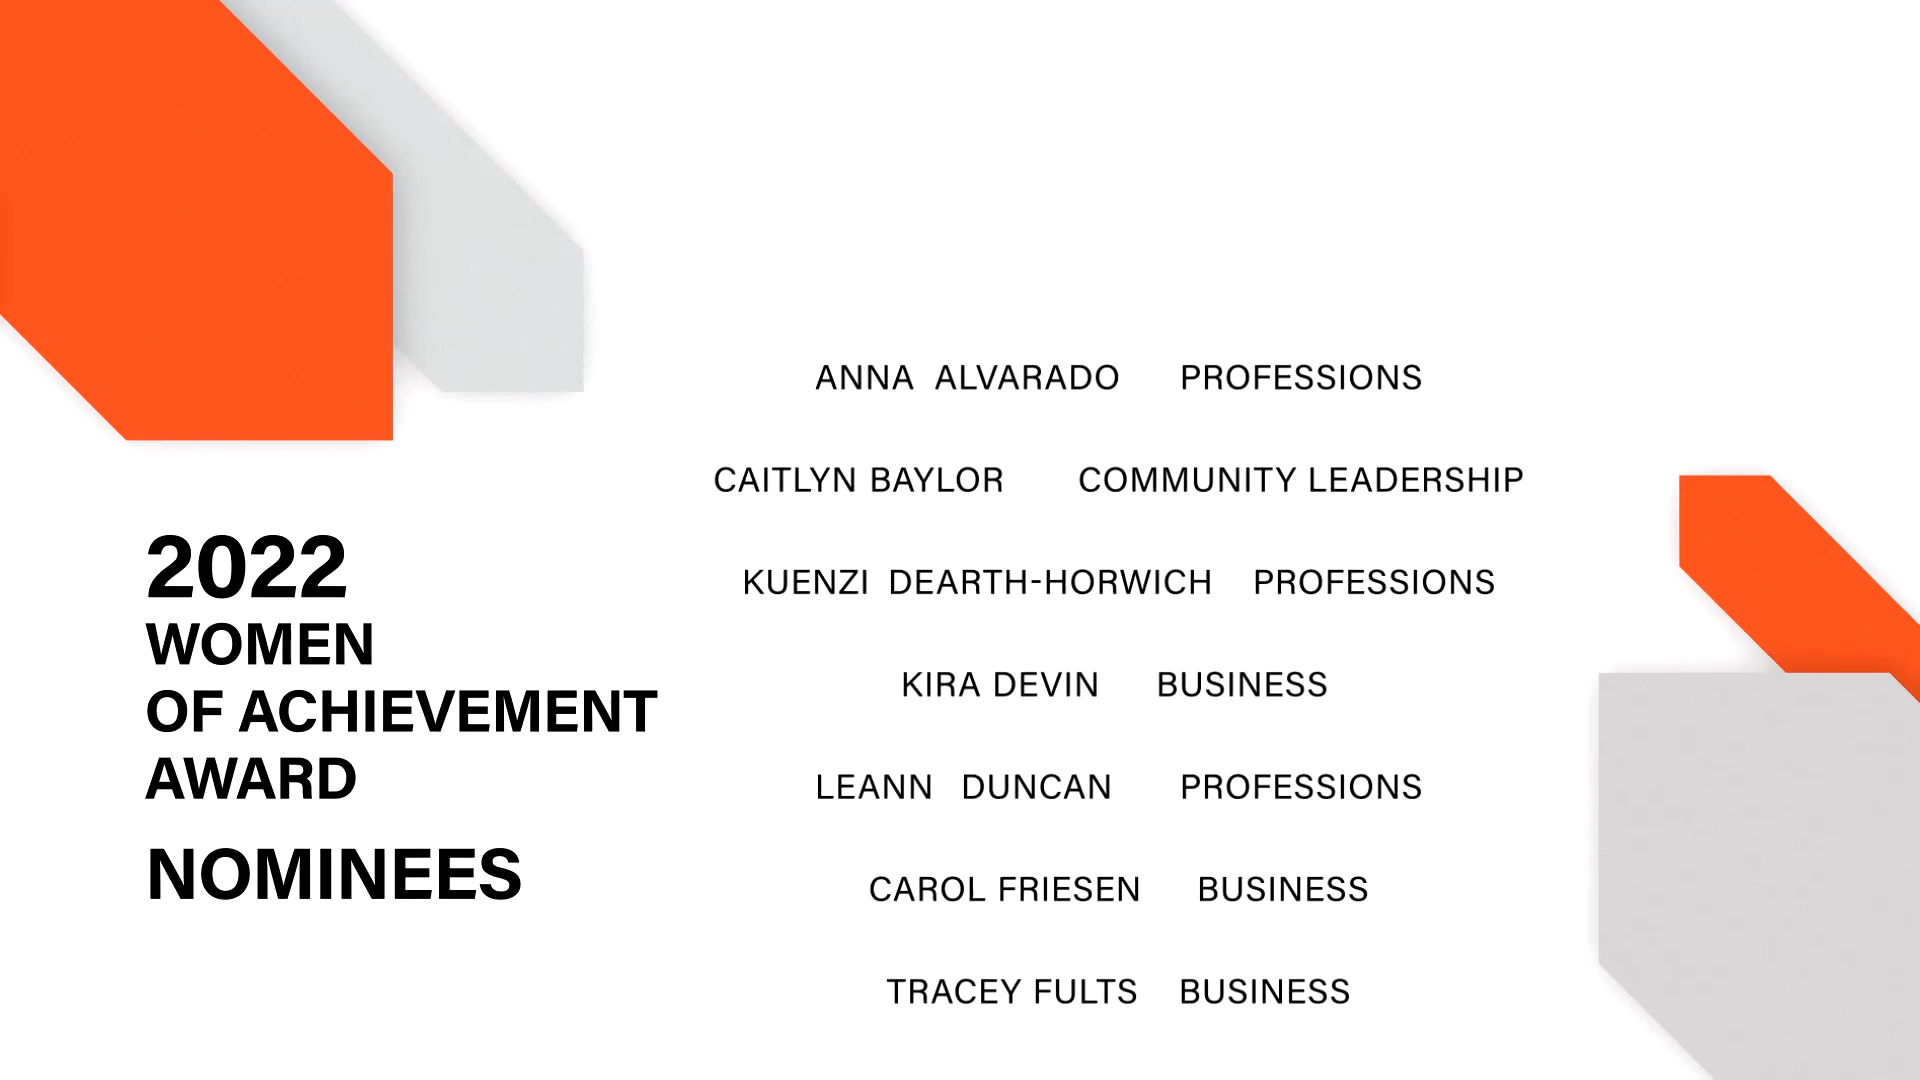 2022
WOMEN
OF ACHIEVEMENT
AWARD
NOMINEES
ANNA ALVARADO PROFESSIONS
CAITLYN BAYLOR COMMUNITY LEADERSHIP
KUENZI DEARTH-HORWICH PROFESSIONS
KIRA DEVIN BUSINESS
LEANN DUNCAN PROFESSIONS
CAROL FRIESEN BUSINESS
TRACEY FULTS BUSINESS